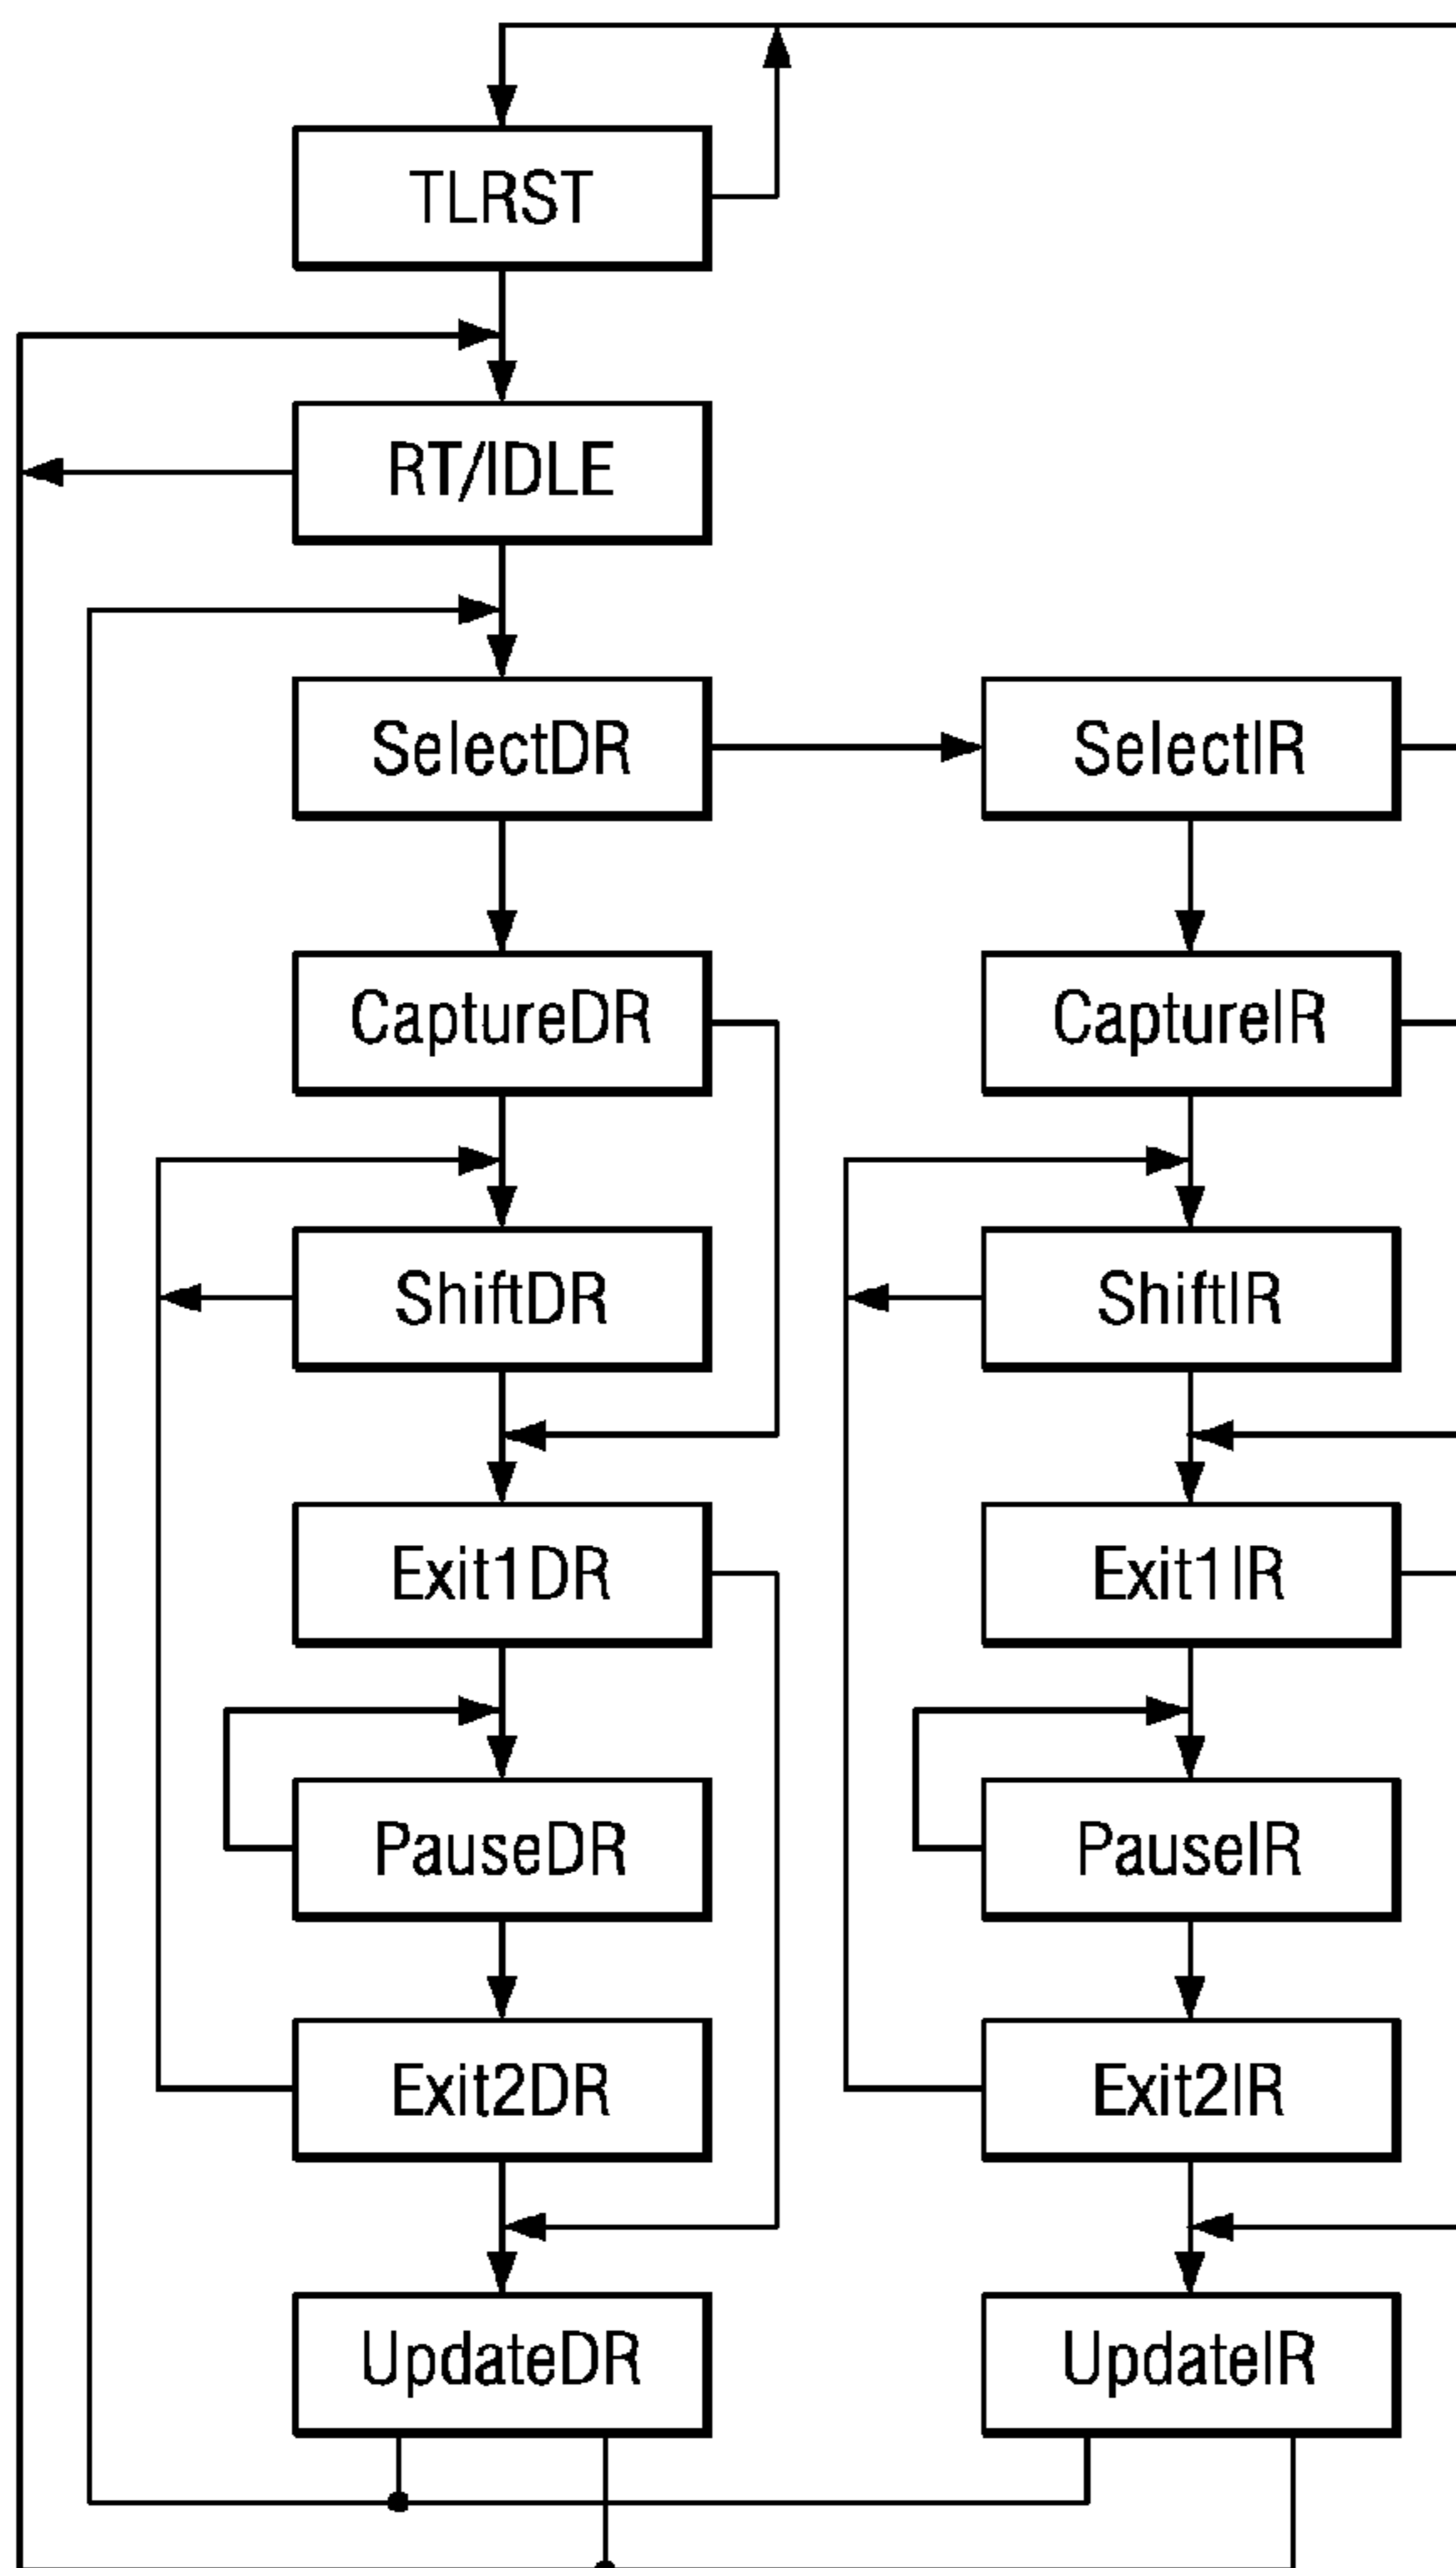 TLRST
RT/IDLE
SelectDR
SelectIR
CaptureDR
CaptureIR
ShiftDR
ShiftIR
Exit1DR
Exit1IR
PauseDR
PauseIR
Exit2DR
Exit2IR
UpdateDR
UpdateIR